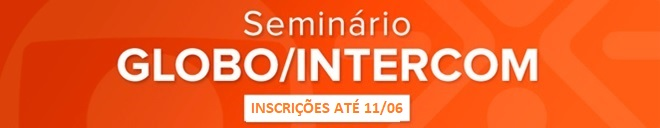 Seminário
GLOBO/INTERCOM
INSCRIÇÕES ATÉ 11/06